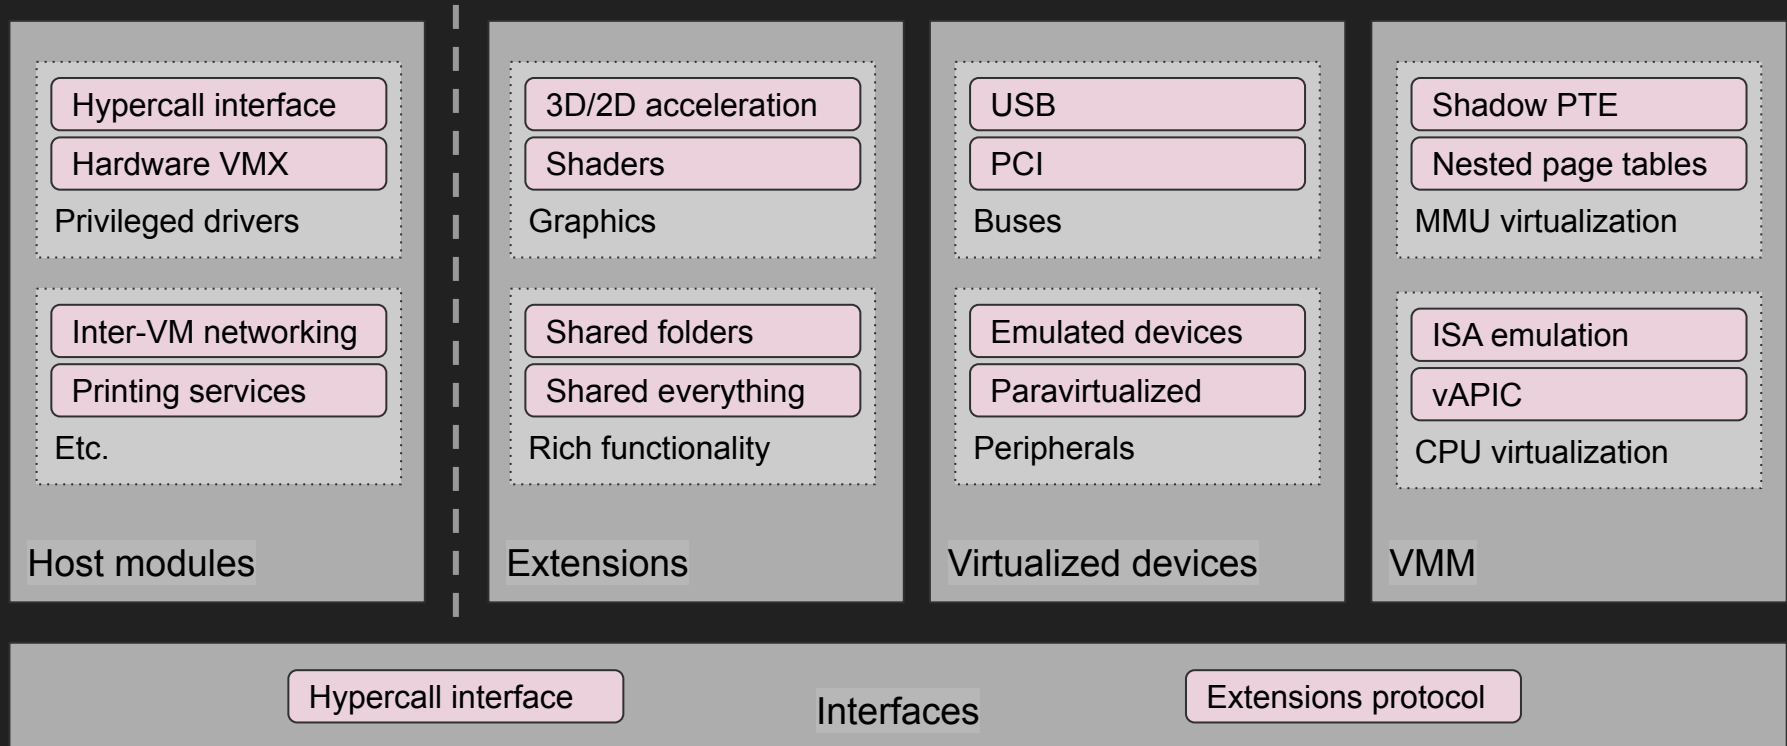 Hypercall interface
Hardware VMX
Privileged drivers
Inter-VM networking
Printing services
Etc.
Host modules
3D/2D acceleration
Shaders
Graphics
Shared folders
Shared everything
Rich functionality
Extensions
USB
PCI
Buses
Emulated devices
Paravirtualized
Peripherals
Virtualized devices
Shadow PTE
Nested page tables
MMU virtualization
ISA emulation
vAPIC
CPU virtualization
VMM
Hypercall interface
Interfaces
Extensions protocol